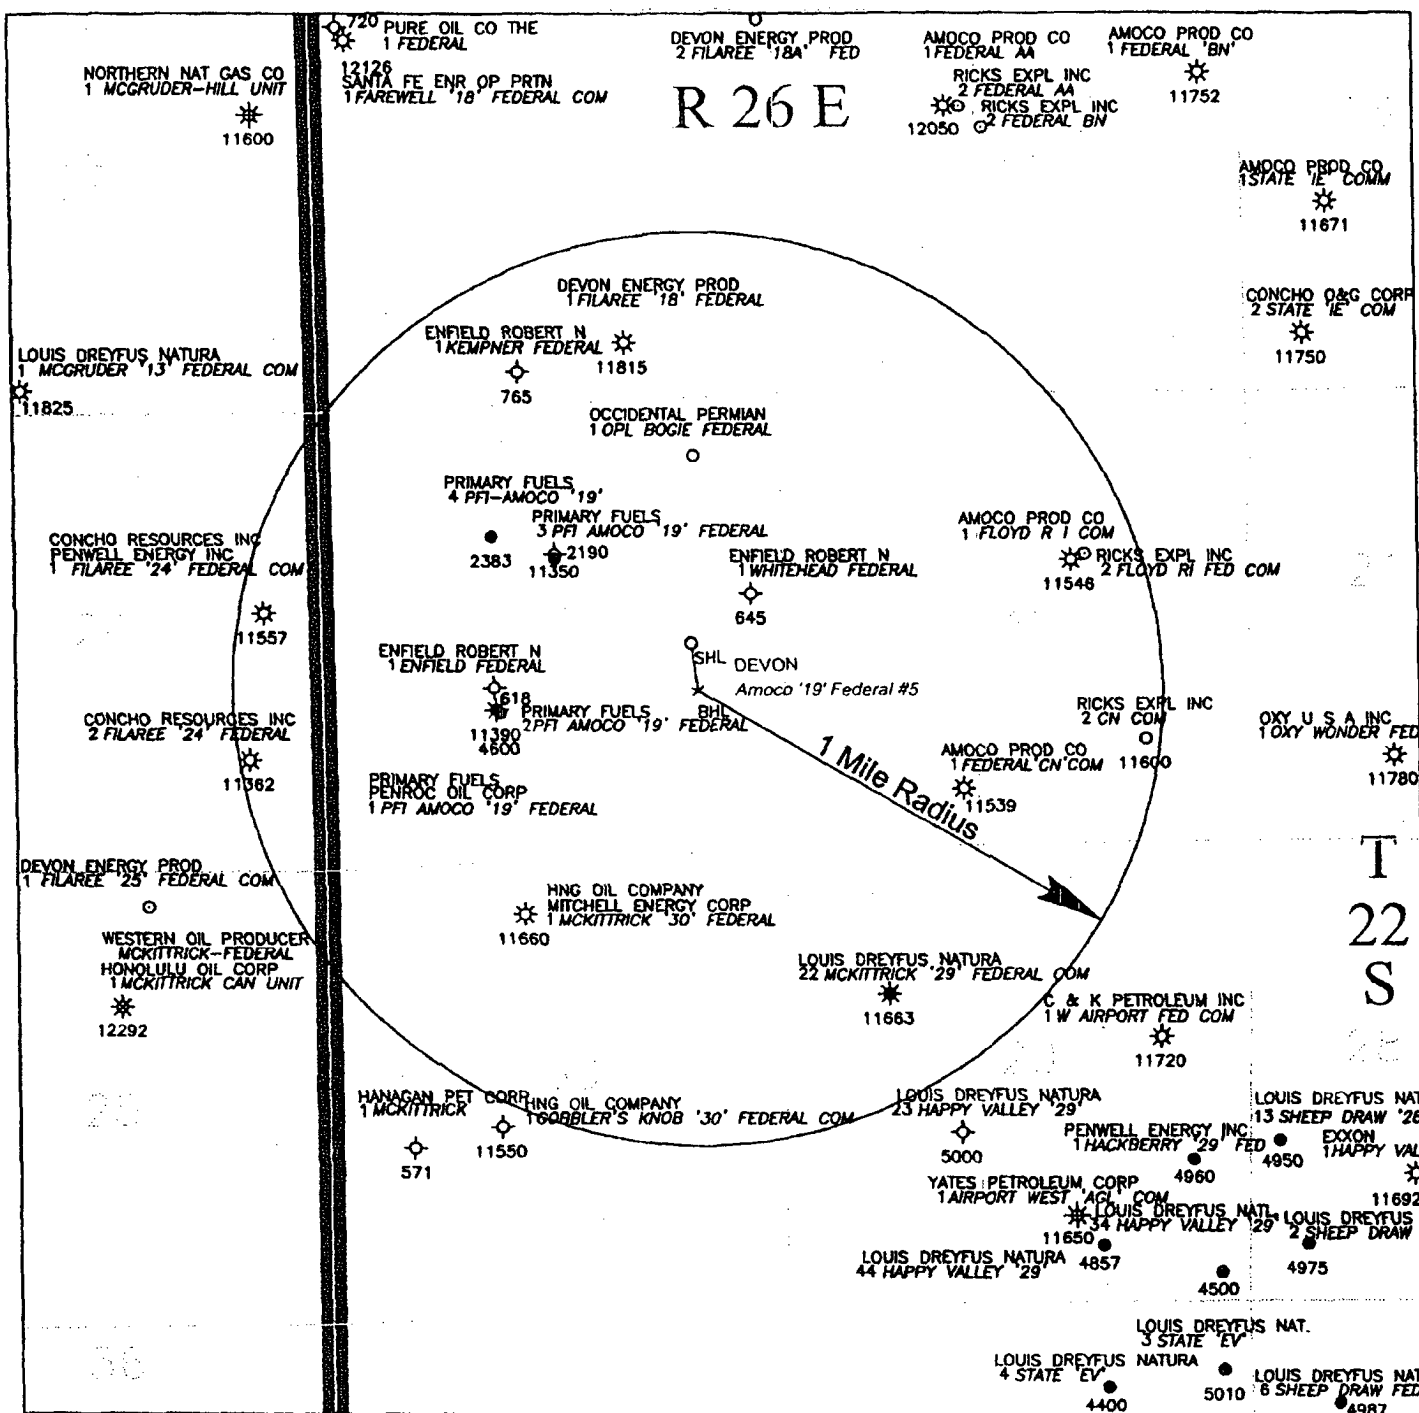 720
PURE OIL CO THE
1 FEDERAL
12126
SANTA FE ENR OP PRTN
1 FAREWELL '18' FEDERAL COM
NORTHERN NAT GAS CO
1 MCGRUDER-HILL UNIT
11600
DEVON ENERGY PROD
2 FILAREE '18A' FED
R 26 E
AMOCO PROD CO
1 FEDERAL AA
RICKS EXPL INC
2 FEDERAL AA
12050
RICKS EXPL INC
2 FEDERAL BN
AMOCO PROD CO
1 FEDERAL 'BN'
11752
AMOCO PROD CO
1 STATE 'IE' COMM
11671
CONCHO O&G CORP
2 STATE 'IE' COM
11750
DEVON ENERGY PROD
1 FILAREE '18' FEDERAL
11815
ENFIELD ROBERT N
1 KEMPNER FEDERAL
765
LOUIS DREYFUS NATURA
1 MCGRUDER '13' FEDERAL COM
11825
OCCIDENTAL PERMIAN
1 OPL BOGIE FEDERAL
PRIMARY FUELS
4 PFI-AMOCO '19'
2383
PRIMARY FUELS
3 PFI AMOCO '19' FEDERAL
2190
11350
CONCHO RESOURCES INC
PENWELL ENERGY INC
1 FILAREE '24' FEDERAL COM
11557
ENFIELD ROBERT N
1 WHITEHEAD FEDERAL
645
AMOCO PROD CO
1 FLOYD R I COM
11546
RICKS EXPL INC
2 FLOYD RI FED COM
ENFIELD ROBERT N
1 ENFIELD FEDERAL
618
SHL
DEVON
Amoco '19' Federal #5
BHL
PRIMARY FUELS
2 PFI AMOCO '19' FEDERAL
11390
4600
PRIMARY FUELS
PENROC OIL CORP
1 PFI AMOCO '19' FEDERAL
CONCHO RESOURCES INC
2 FILAREE '24' FEDERAL
11362
RICKS EXPL INC
2 CN COM
11600
AMOCO PROD CO
1 FEDERAL'CN'COM
11539
1 Mile Radius
OXY U S A INC
1 OXY WONDER FED
11780
T
22
S
DEVON ENERGY PROD
1 FILAREE '25' FEDERAL COM
WESTERN OIL PRODUCER
MCKITTRICK-FEDERAL
HONOLULU OIL CORP
1 MCKITTRICK CAN UNIT
12292
HNG OIL COMPANY
MITCHELL ENERGY CORP
1 MCKITTRICK '30' FEDERAL
11660
LOUIS DREYFUS NATURA
22 MCKITTRICK '29' FEDERAL COM
11663
C & K PETROLEUM INC
1 W AIRPORT FED COM
11720
HANAGAN PET CORP
1 MCKITTRICK
571
HNG OIL COMPANY
1 GOBBLER'S KNOB '30' FEDERAL COM
11550
LOUIS DREYFUS NATURA
23 HAPPY VALLEY '29'
5000
PENWELL ENERGY INC
1 HACKBERRY '29' FED
4960
LOUIS DREYFUS NAT
13 SHEEP DRAW '28
4950
EXXON
1 HAPPY VAL
11692
YATES PETROLEUM CORP
1 AIRPORT WEST 'AGL' COM
11650
LOUIS DREYFUS NATL.
34 HAPPY VALLEY '29'
4857
LOUIS DREYFUS
2 SHEEP DRAW
4975
LOUIS DREYFUS NATURA
44 HAPPY VALLEY '29'
4500
LOUIS DREYFUS NAT.
3 STATE 'EV'
5010
LOUIS DREYFUS NATURA
4 STATE 'EV'
4400
LOUIS DREYFUS NAT
6 SHEEP DRAW FED
4987
25
36